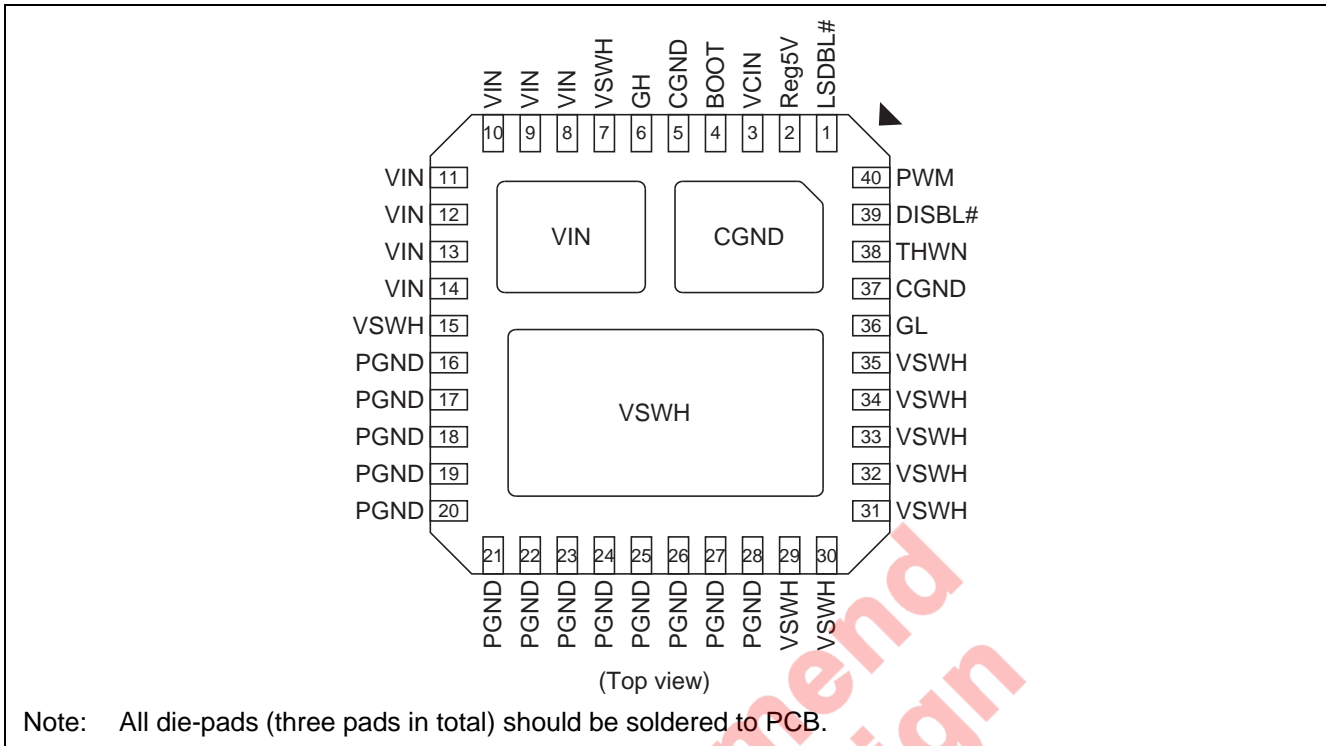 VIN VIN VIN VSWH GH CGND BOOT VCIN Reg5V LSDBL#
10 9 8 7 6 5 4 3 2 1
VIN 11
VIN 12
VIN 13
VIN 14
VSWH 15
PGND 16
PGND 17
PGND 18
PGND 19
PGND 20
VIN
CGND
VSWH
40 PWM
39 DISBL#
38 THWN
37 CGND
36 GL
35 VSWH
34 VSWH
33 VSWH
32 VSWH
31 VSWH
21 22 23 24 25 26 27 28 29 30
PGND PGND PGND PGND PGND PGND PGND PGND VSWH VSWH
(Top view)
Note: All die-pads (three pads in total) should be soldered to PCB.
mend
sign